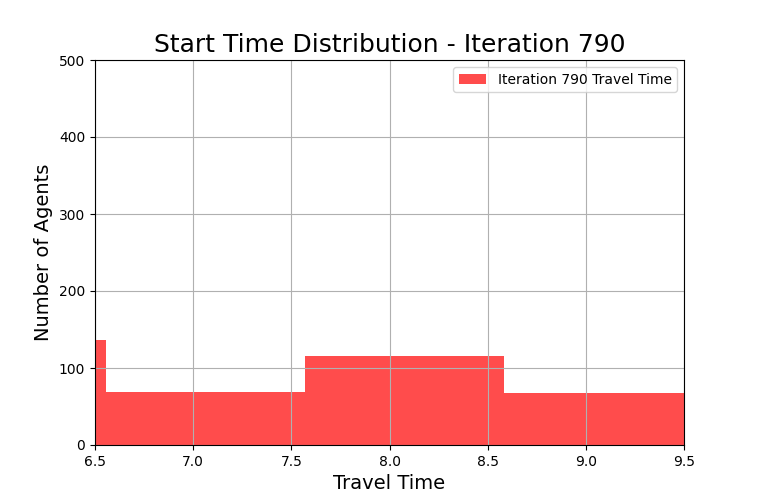 Start Time Distribution - Iteration 790
Iteration 790 Travel Time
Number of Agents
500
400
300
200
100
0
6.5 7.0 7.5 8.0 8.5 9.0 9.5
Travel Time